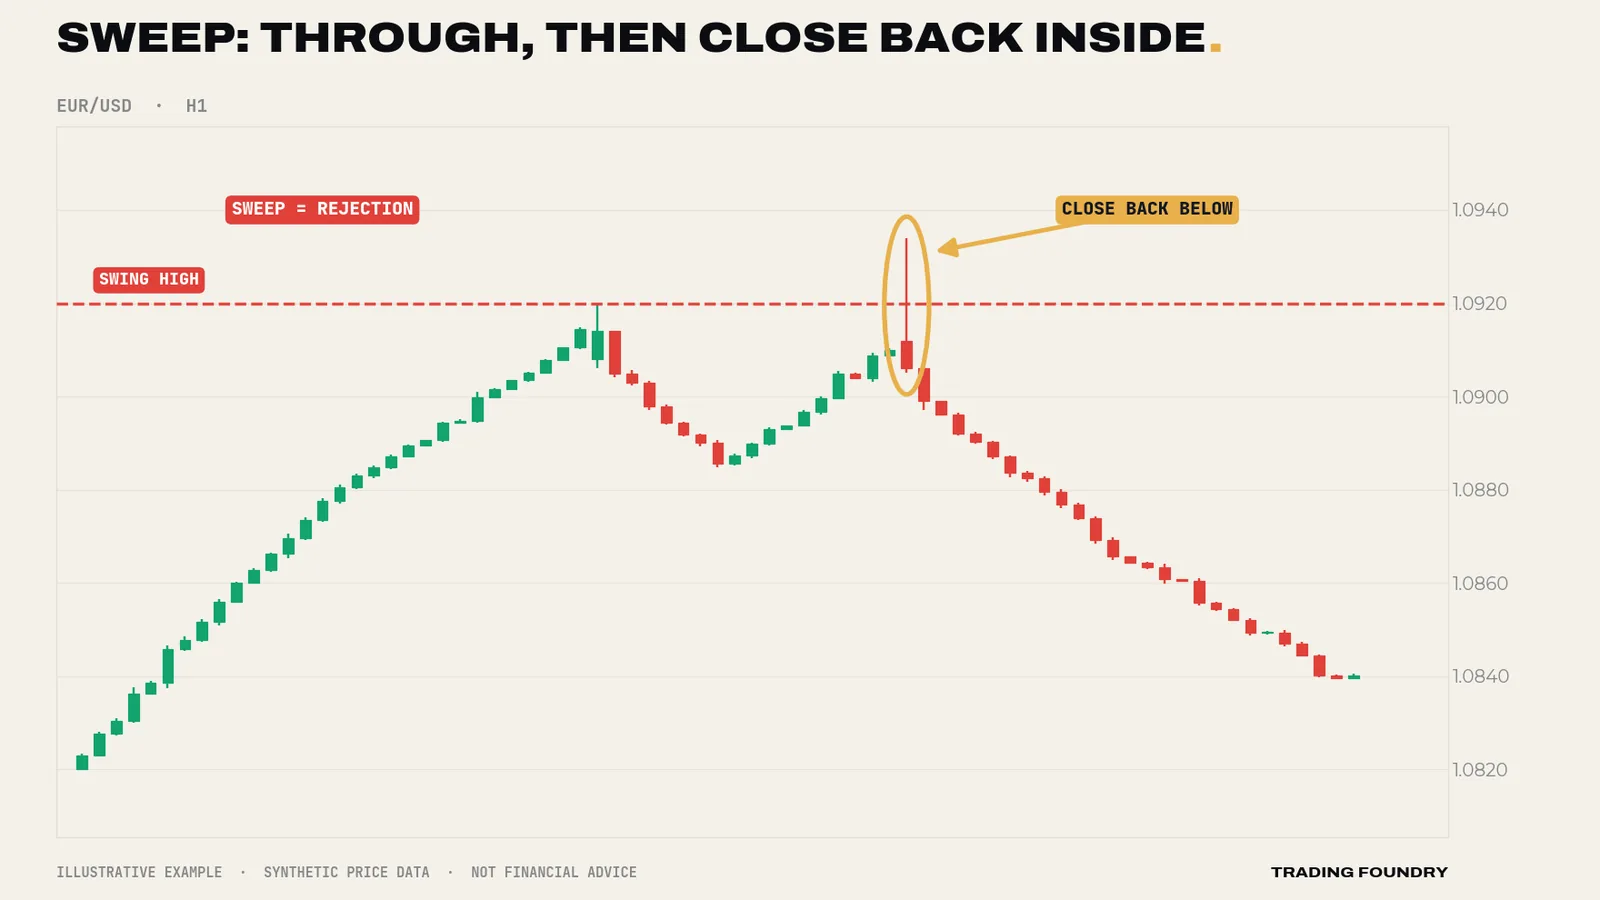 SWEEP: THROUGH, THEN CLOSE BACK INSIDE.
EUR/USD · H1
SWEEP = REJECTION
CLOSE BACK BELOW
1.0940
SWING HIGH
1.0920
1.0900
1.0880
1.0860
1.0840
1.0820
ILLUSTRATIVE EXAMPLE · SYNTHETIC PRICE DATA · NOT FINANCIAL ADVICE
TRADING FOUNDRY